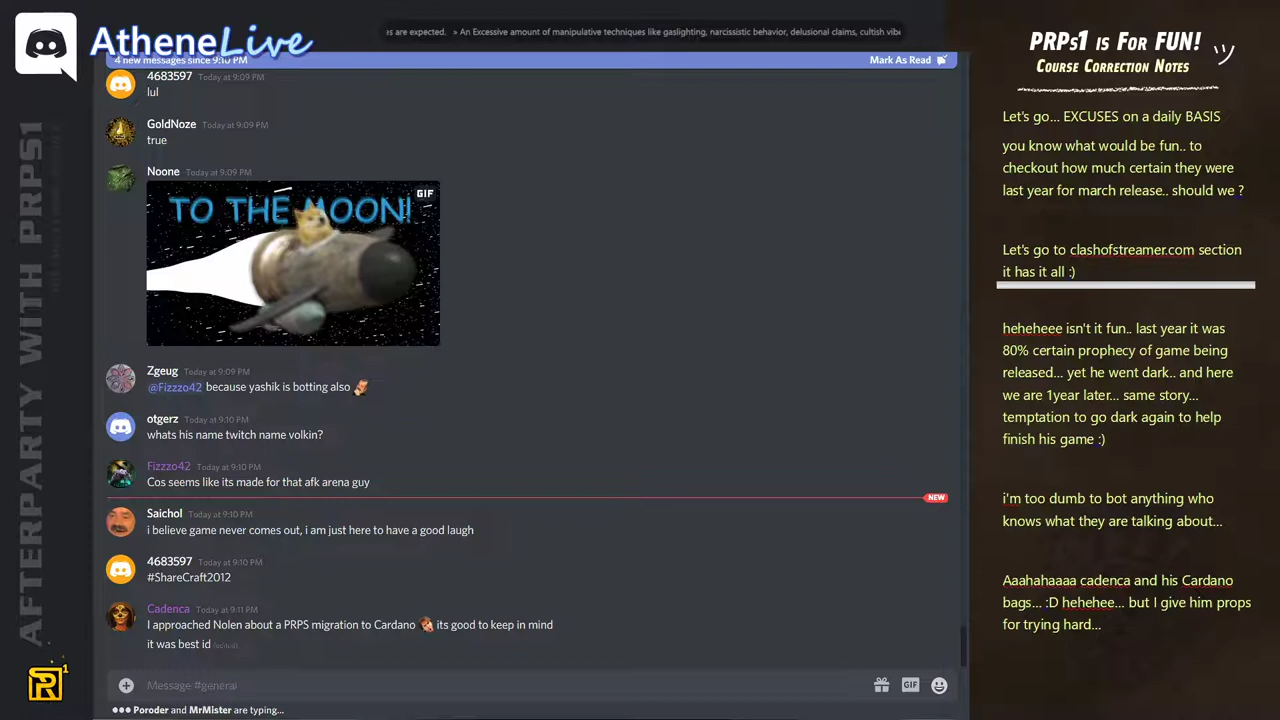 AtheneLive
es are expected. » An Excessive amount of manipulative techniques like gaslighting, narcissistic behavior, delusional claims, cultish vibe
4 new messages since 9:10 PM
Mark As Read
4683597 Today at 9:09 PM
lul
GoldNoze Today at 9:09 PM
true
Noone Today at 9:09 PM
GIF
TO THE MOON!
Zgeug Today at 9:09 PM
@Fizzzo42 because yashik is botting also
otgerz Today at 9:10 PM
whats his name twitch name volkin?
Fizzzo42 Today at 9:10 PM
Cos seems like its made for that afk arena guy
NEW
Saichol Today at 9:10 PM
i believe game never comes out, i am just here to have a good laugh
4683597 Today at 9:10 PM
#ShareCraft2012
Cadenca Today at 9:11 PM
I approached Nolen about a PRPS migration to Cardano its good to keep in mind
it was best id (edited)
Message #general
GIF
Poroder and MrMister are typing...
AFTERPARTY WITH PRPS1
R1
PRPs1 is For FUN! ツ
Course Correction Notes
Let's go... EXCUSES on a daily BASIS
you know what would be fun.. to
checkout how much certain they were
last year for march release.. should we ?
Let's go to clashofstreamer.com section
it has it all :)
heheheee isn't it fun.. last year it was
80% certain prophecy of game being
released... yet he went dark.. and here
we are 1year later... same story...
temptation to go dark again to help
finish his game :)
i'm too dumb to bot anything who
knows what they are talking about...
Aaahahaaaa cadenca and his Cardano
bags... :D hehehee... but I give him props
for trying hard...